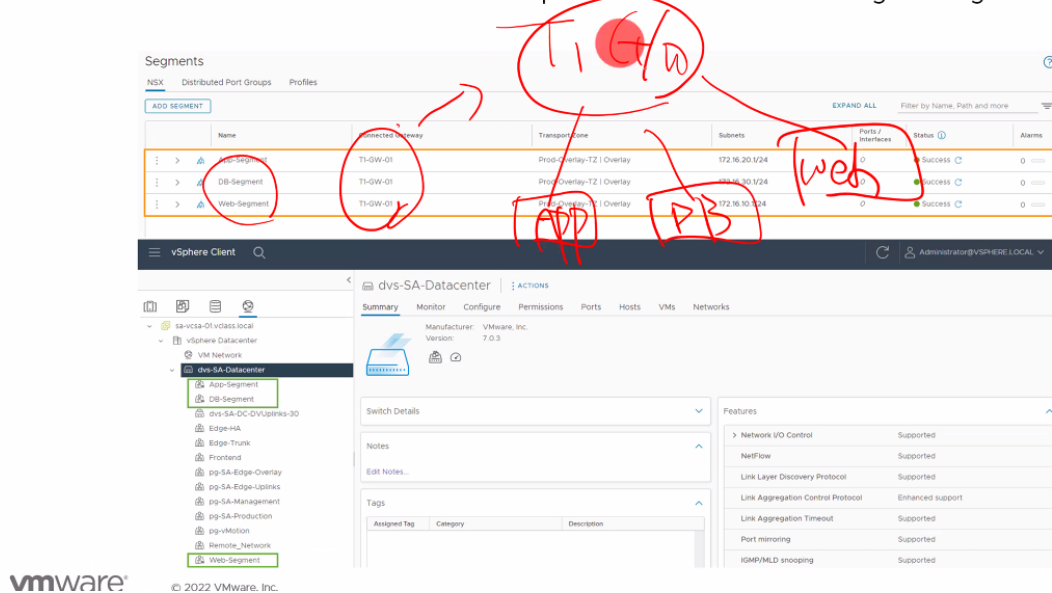 T1 G/W
Segments
NSX Distributed Port Groups Profiles
ADD SEGMENT EXPAND ALL Filter by Name, Path and more
Name Connected Gateway Transport Zone Subnets Ports / Interfaces Status Alarms
App-Segment T1-GW-01 Prod-Overlay-TZ | Overlay 172.16.20.1/24 0 Success 0
DB-Segment T1-GW-01 Prod-Overlay-TZ | Overlay 172.16.30.1/24 0 Success 0
Web-Segment T1-GW-01 Prod-Overlay-TZ | Overlay 172.16.10.1/24 0 Success 0
App DB Web
vSphere Client Administrator@VSPHERE.LOCAL
dvs-SA-Datacenter ACTIONS
Summary Monitor Configure Permissions Ports Hosts VMs Networks
Manufacturer: VMware, Inc.
Version: 7.0.3
sa-vcsa-01.vclass.local
vSphere Datacenter
VM Network
dvs-SA-Datacenter
App-Segment
DB-Segment
dvs-SA-DC-DVUplinks-30
Edge-HA
Edge-Trunk
Frontend
pg-SA-Edge-Overlay
pg-SA-Edge-Uplinks
pg-SA-Management
pg-SA-Production
pg-vMotion
Remote_Network
Web-Segment
Switch Details
Notes
Edit Notes...
Tags
Assigned Tag Category Description
Features
Network I/O Control Supported
NetFlow Supported
Link Layer Discovery Protocol Supported
Link Aggregation Control Protocol Enhanced support
Link Aggregation Timeout Supported
Port mirroring Supported
IGMP/MLD snooping Supported
vmware®
© 2022 VMware, Inc.